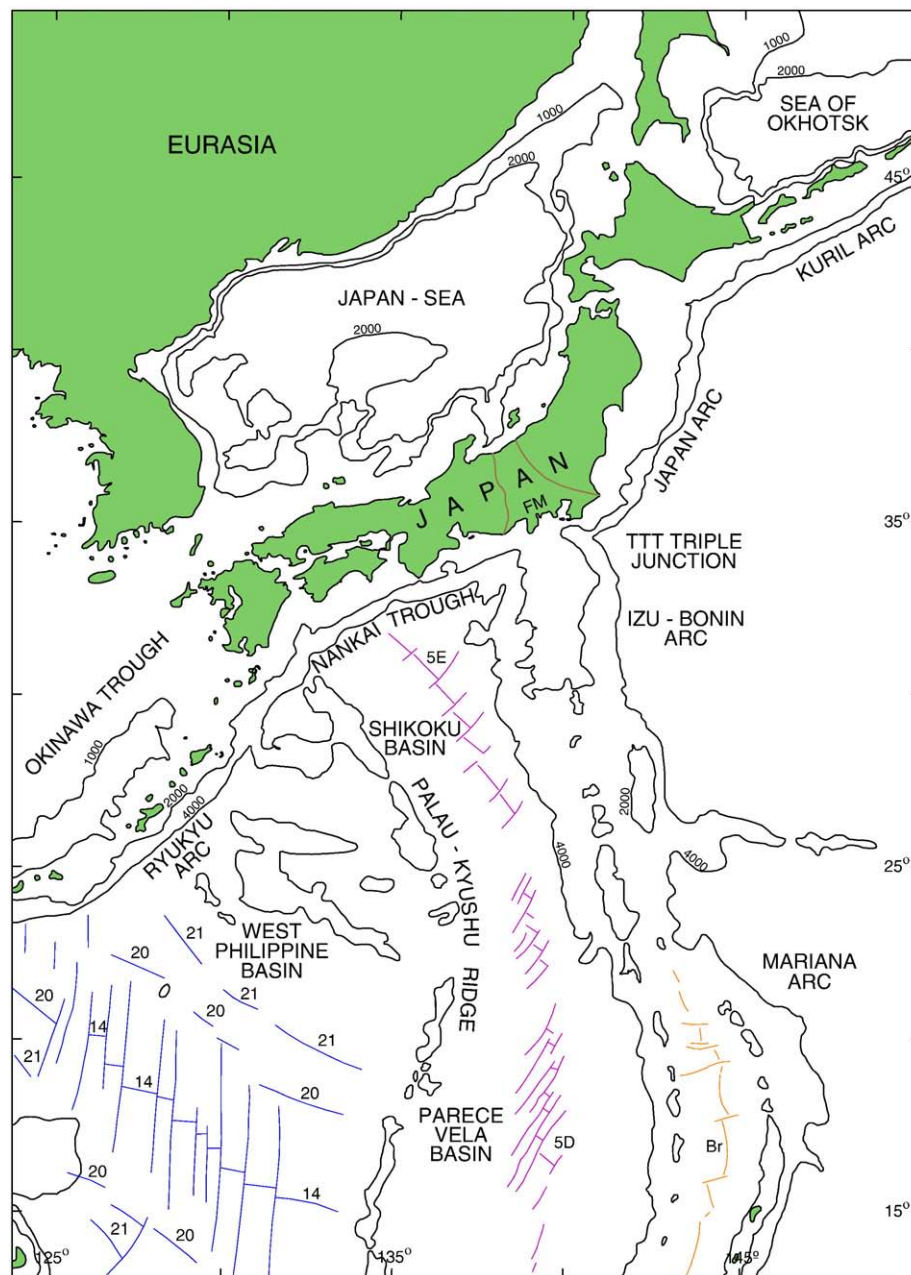 1000
2000
SEA OF
OKHOTSK
EURASIA
1000
2000
45°
KURIL ARC
JAPAN - SEA
2000
JAPAN ARC
JAPAN
FM
35°
TTT TRIPLE
JUNCTION
IZU - BONIN
ARC
NANKAI TROUGH
5E
OKINAWA TROUGH
SHIKOKU
BASIN
1000
2000
4000
2000
PALAU - KYUSHU
RIDGE
RYUKYU
ARC
4000
4000
25°
21
WEST
PHILIPPINE
BASIN
MARIANA
ARC
20
20
21
20
14
21
14
20
PARECE
VELA
BASIN
5D
Br
20
14
21
20
15°
125°
135°
145°